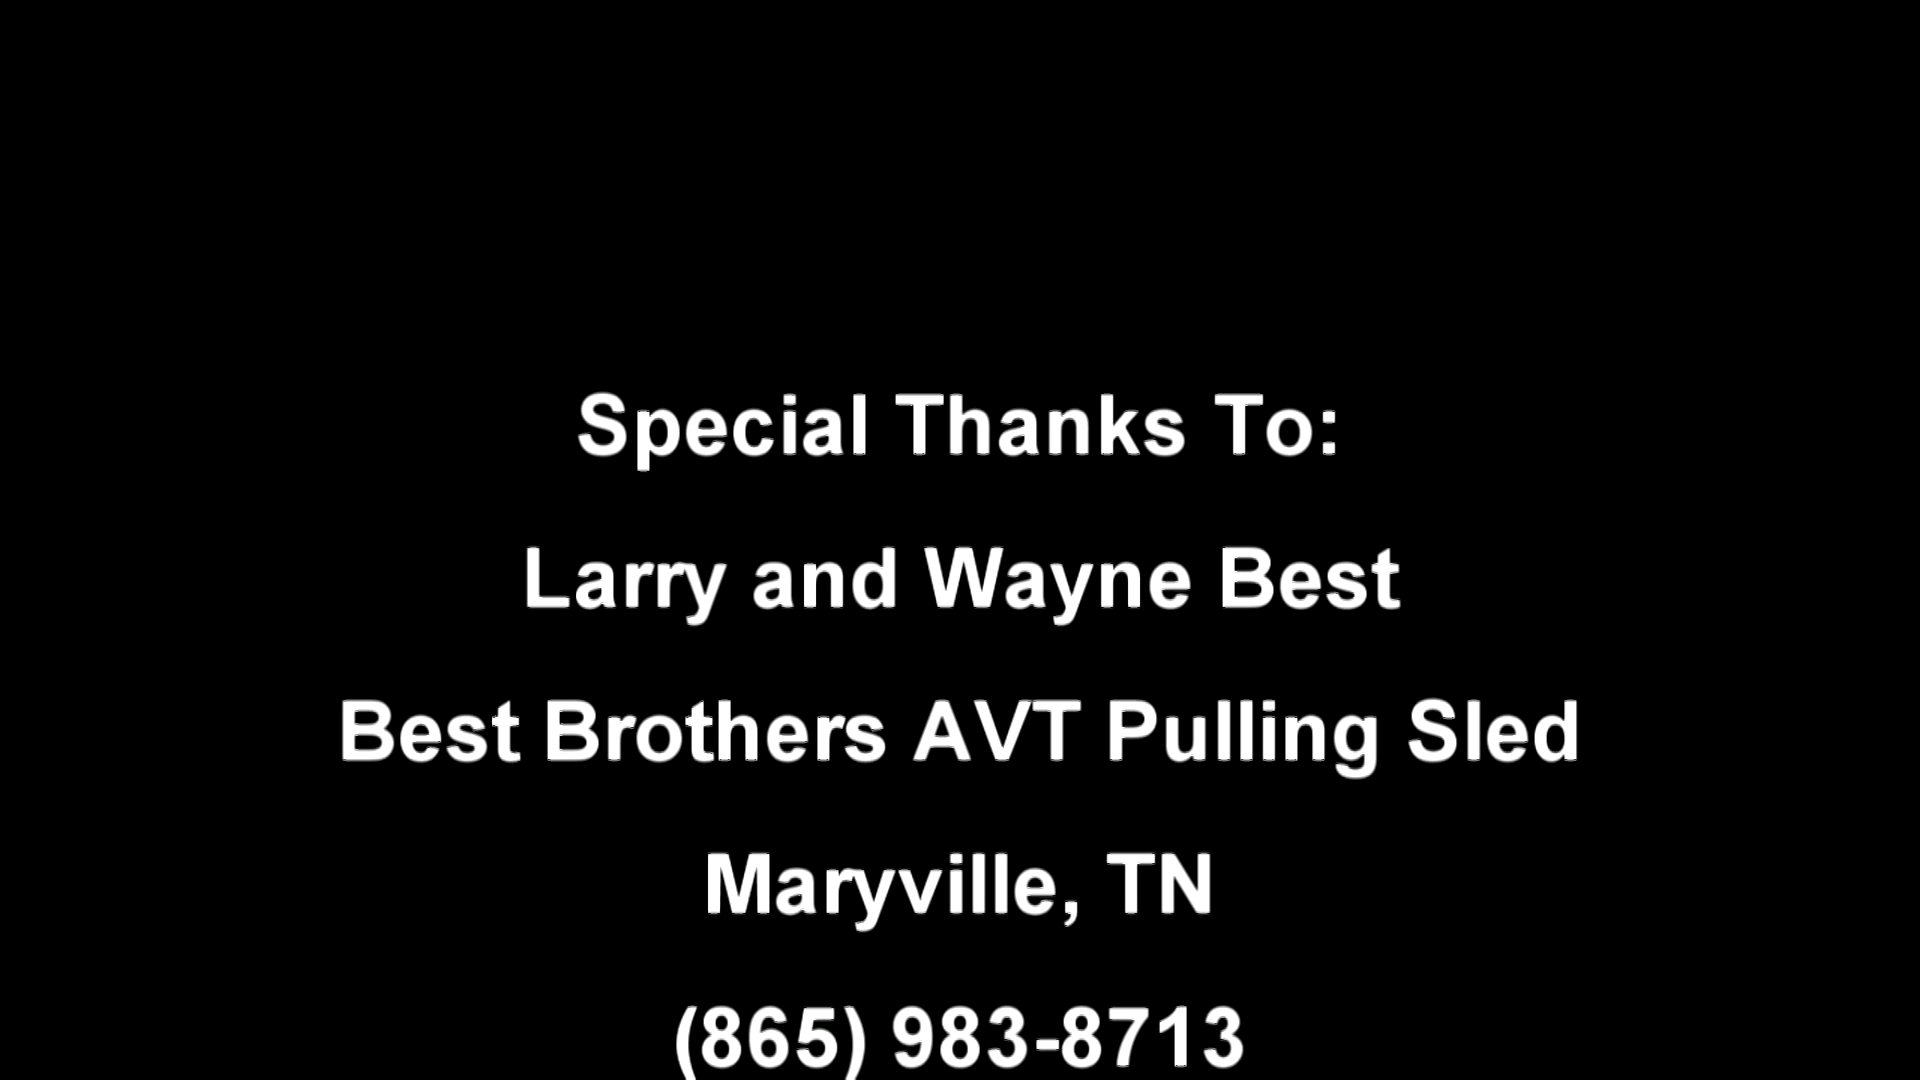 Special Thanks To:
Larry and Wayne Best
Best Brothers AVT Pulling Sled
Maryville, TN
(865) 983-8713